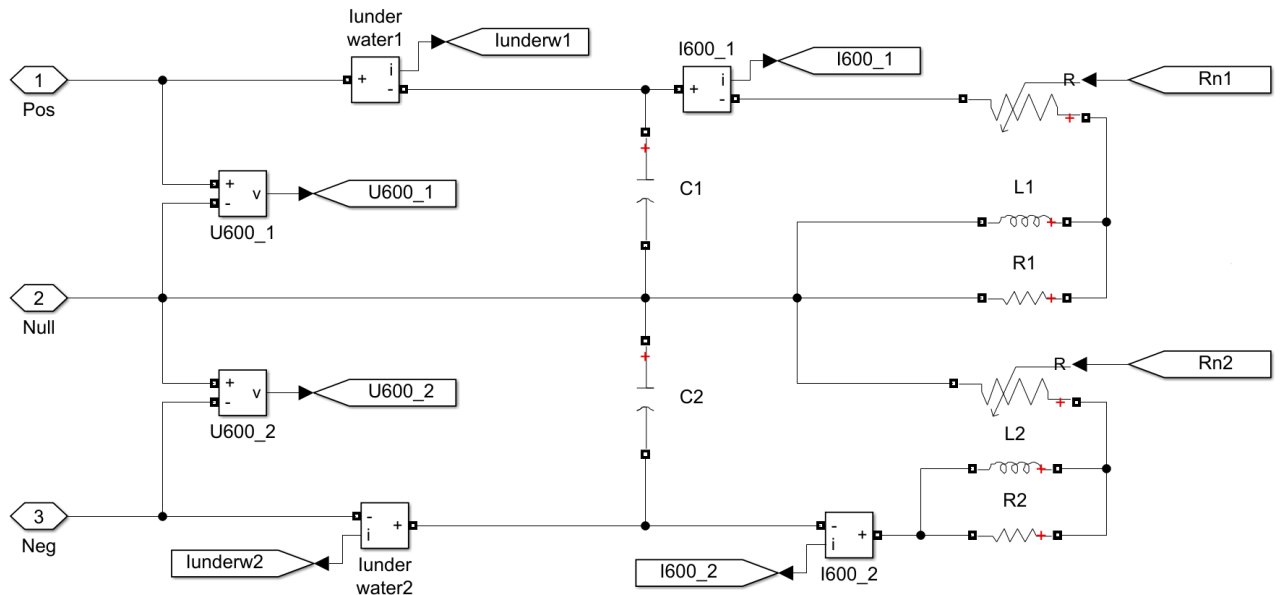 Iunder
water1
Iunderw1
I600_1
I600_1
+
i
-
+
i
-
R
Rn1
+
1
Pos
+
-
v
U600_1
U600_1
+
C1
L1
+
R1
+
2
Null
+
-
v
U600_2
U600_2
+
C2
R
Rn2
+
L2
+
R2
+
3
Neg
-
i
+
Iunderw2
Iunder
water2
-
i
+
I600_2
I600_2